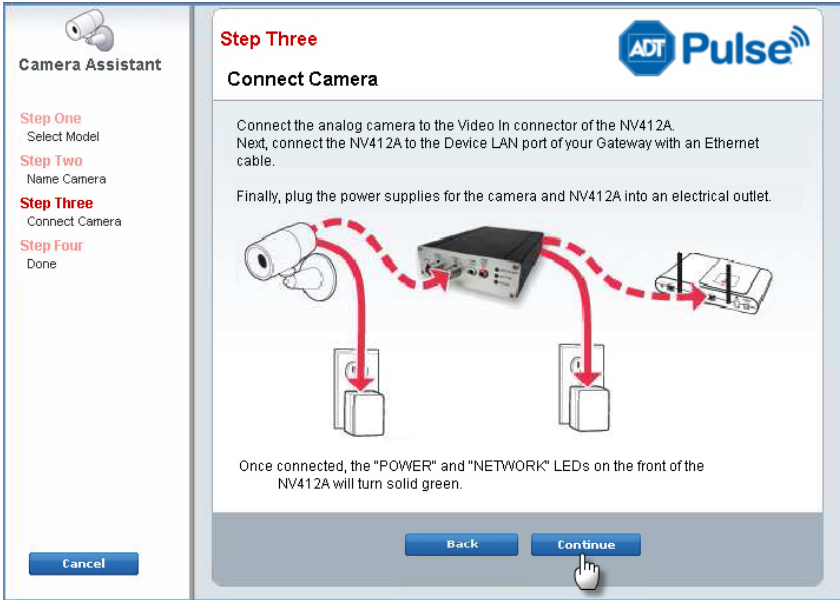 Camera Assistant
Step One
Select Model
Step Two
Name Camera
Step Three
Connect Camera
Step Four
Done
Cancel
Step Three
ADT Pulse
Connect Camera
Connect the analog camera to the Video In connector of the NV412A.
Next, connect the NV412A to the Device LAN port of your Gateway with an Ethernet
cable.
Finally, plug the power supplies for the camera and NV412A into an electrical outlet.
Once connected, the "POWER" and "NETWORK" LEDs on the front of the
NV412A will turn solid green.
Back
Continue